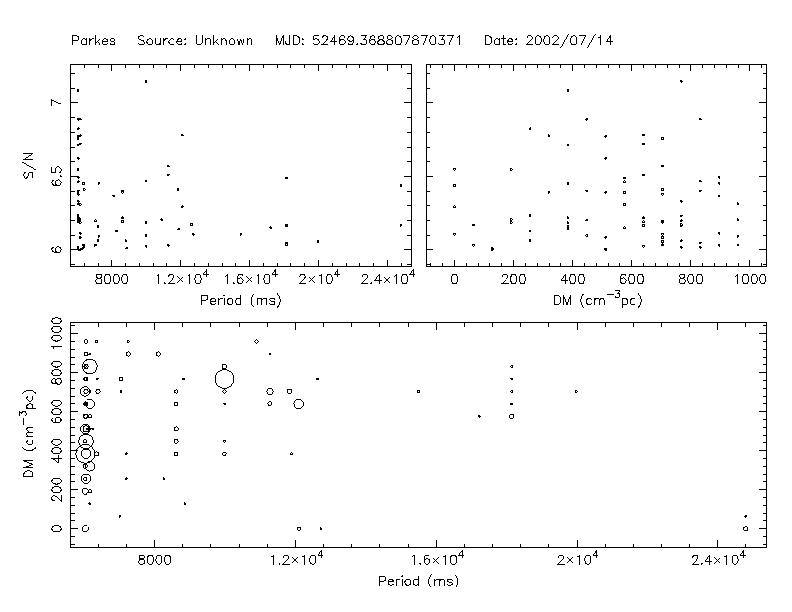 Parkes Source: Unknown MJD: 52469.368807870371 Date: 2002/07/14
S/N
7
6.5
6
8000 1.2×10⁴ 1.6×10⁴ 2×10⁴ 2.4×10⁴
Period (ms)
0 200 400 600 800 1000
DM (cm⁻³pc)
DM (cm⁻³pc)
1000
800
600
400
200
0
8000 1.2×10⁴ 1.6×10⁴ 2×10⁴ 2.4×10⁴
Period (ms)